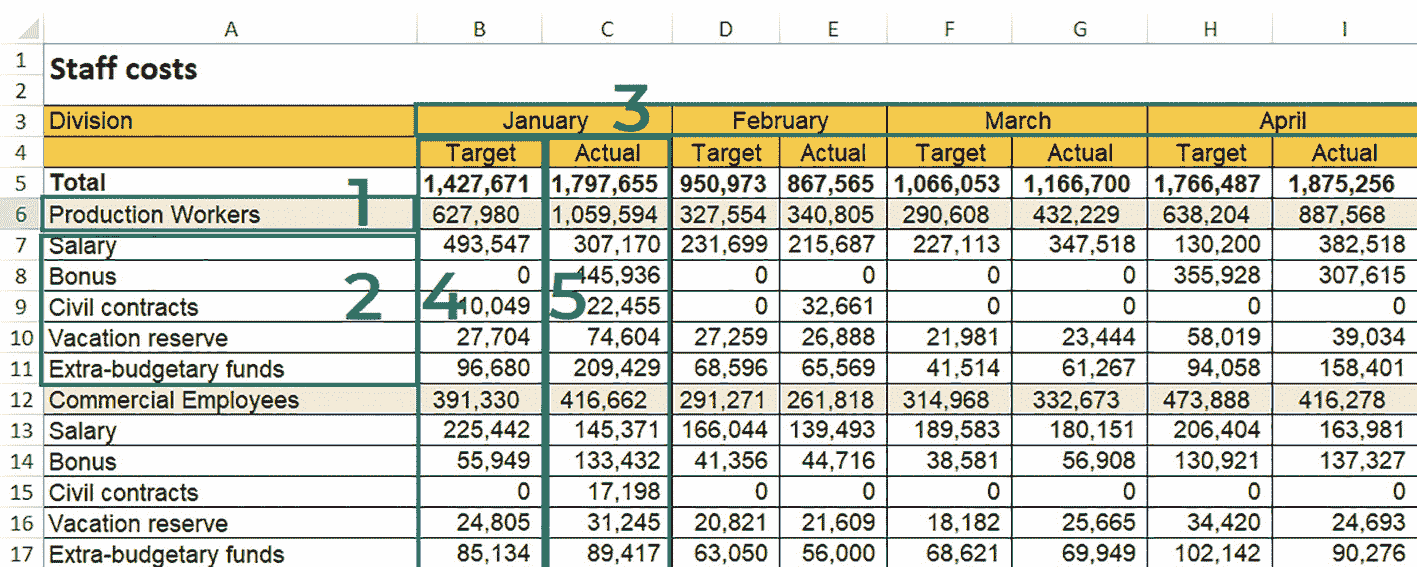 A B C D E F G H I
1 Staff costs
2
3 Division January 3 February March April
4 Target Actual Target Actual Target Actual Target Actual
5 Total 1,427,671 1,797,655 950,973 867,565 1,066,053 1,166,700 1,766,487 1,875,256
6 Production Workers 1 627,980 1,059,594 327,554 340,805 290,608 432,229 638,204 887,568
7 Salary 493,547 307,170 231,699 215,687 227,113 347,518 130,200 382,518
8 Bonus 0 445,936 0 0 0 0 355,928 307,615
9 Civil contracts 2 4 10,049 5 22,455 0 32,661 0 0 0 0
10 Vacation reserve 27,704 74,604 27,259 26,888 21,981 23,444 58,019 39,034
11 Extra-budgetary funds 96,680 209,429 68,596 65,569 41,514 61,267 94,058 158,401
12 Commercial Employees 391,330 416,662 291,271 261,818 314,968 332,673 473,888 416,278
13 Salary 225,442 145,371 166,044 139,493 189,583 180,151 206,404 163,981
14 Bonus 55,949 133,432 41,356 44,716 38,581 56,908 130,921 137,327
15 Civil contracts 0 17,198 0 0 0 0 0 0
16 Vacation reserve 24,805 31,245 20,821 21,609 18,182 25,665 34,420 24,693
17 Extra-budgetary funds 85,134 89,417 63,050 56,000 68,621 69,949 102,142 90,276